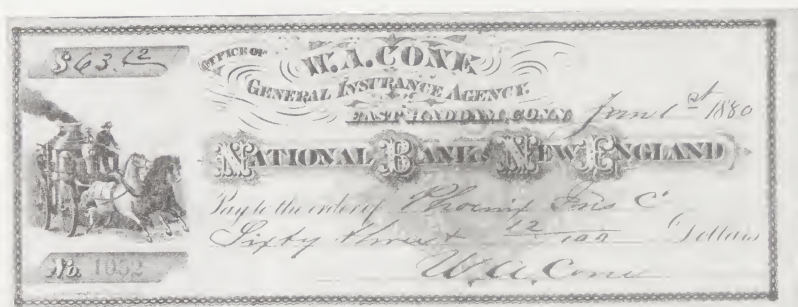 $63.12
OFFICE OF
W.A. CONE
GENERAL INSURANCE AGENCY.
EAST HADDAM, CONN. June 1st 1880
NATIONAL BANK OF NEW ENGLAND
Pay to the order of Phoenix Ins Co
Sixty three & 12/100 Dollars
No. 1052
W. A. Cone